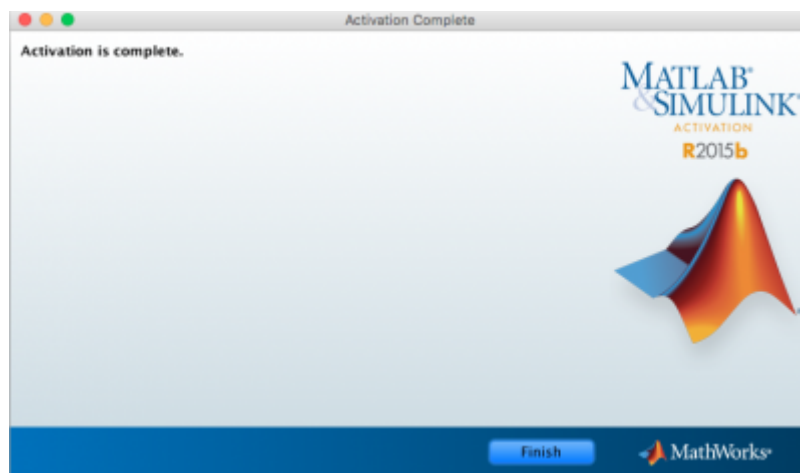 Activation Complete
Activation is complete.
MATLAB®
&SIMULINK®
ACTIVATION
R2015b
Finish
MathWorks®